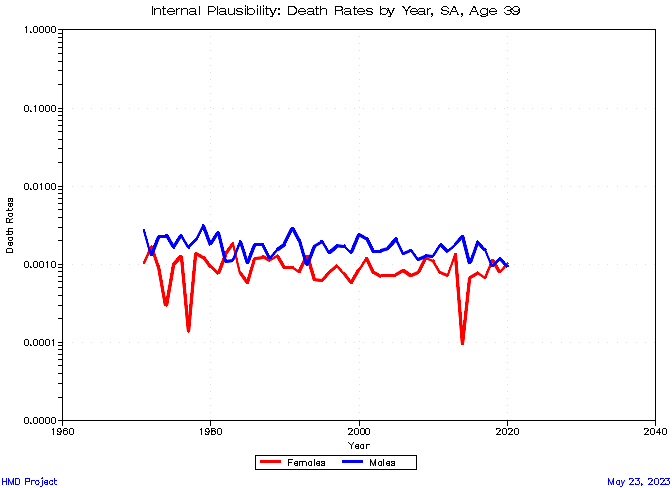 Internal Plausibility: Death Rates by Year, SA, Age 39
1.0000
0.1000
0.0100
0.0010
0.0001
0.0000
Death Rates
1960
1980
2000
2020
2040
Year
Females
Males
HMD Project
May 23, 2023